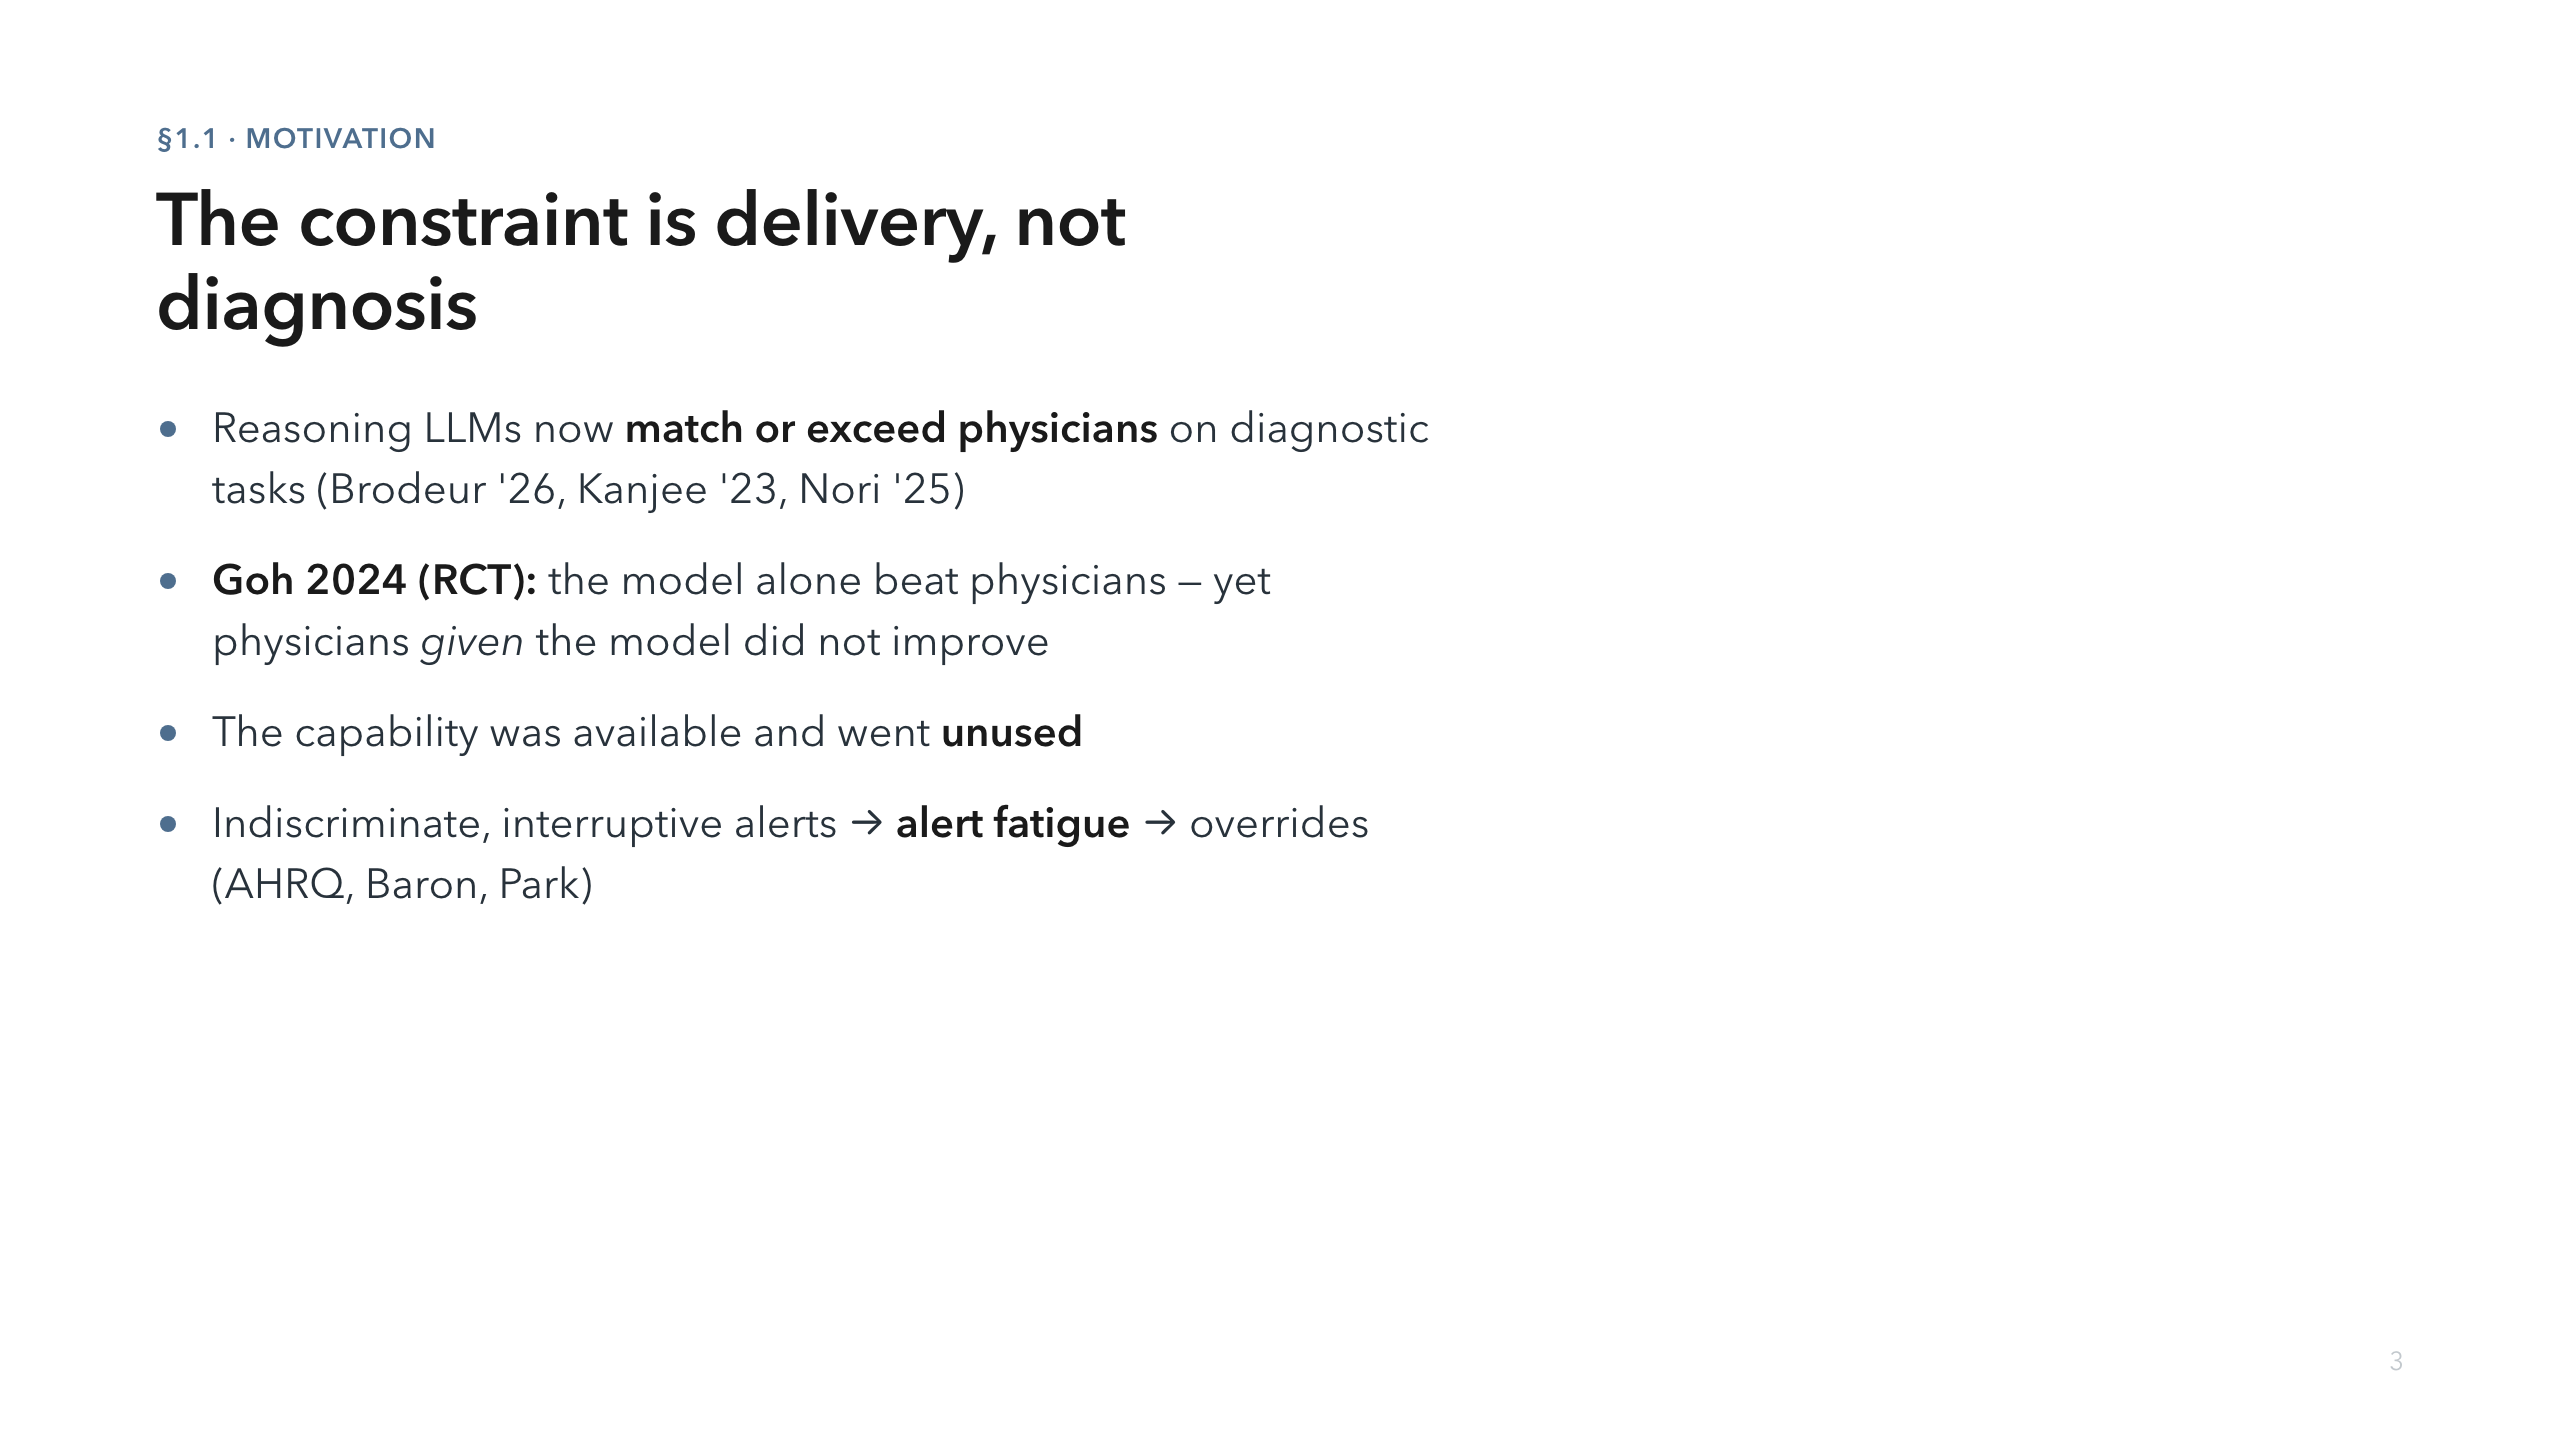 §1.1 · MOTIVATION
The constraint is delivery, not
diagnosis
• Reasoning LLMs now match or exceed physicians on diagnostic
tasks (Brodeur '26, Kanjee '23, Nori '25)
• Goh 2024 (RCT): the model alone beat physicians – yet
physicians given the model did not improve
• The capability was available and went unused
• Indiscriminate, interruptive alerts → alert fatigue → overrides
(AHRQ, Baron, Park)
3